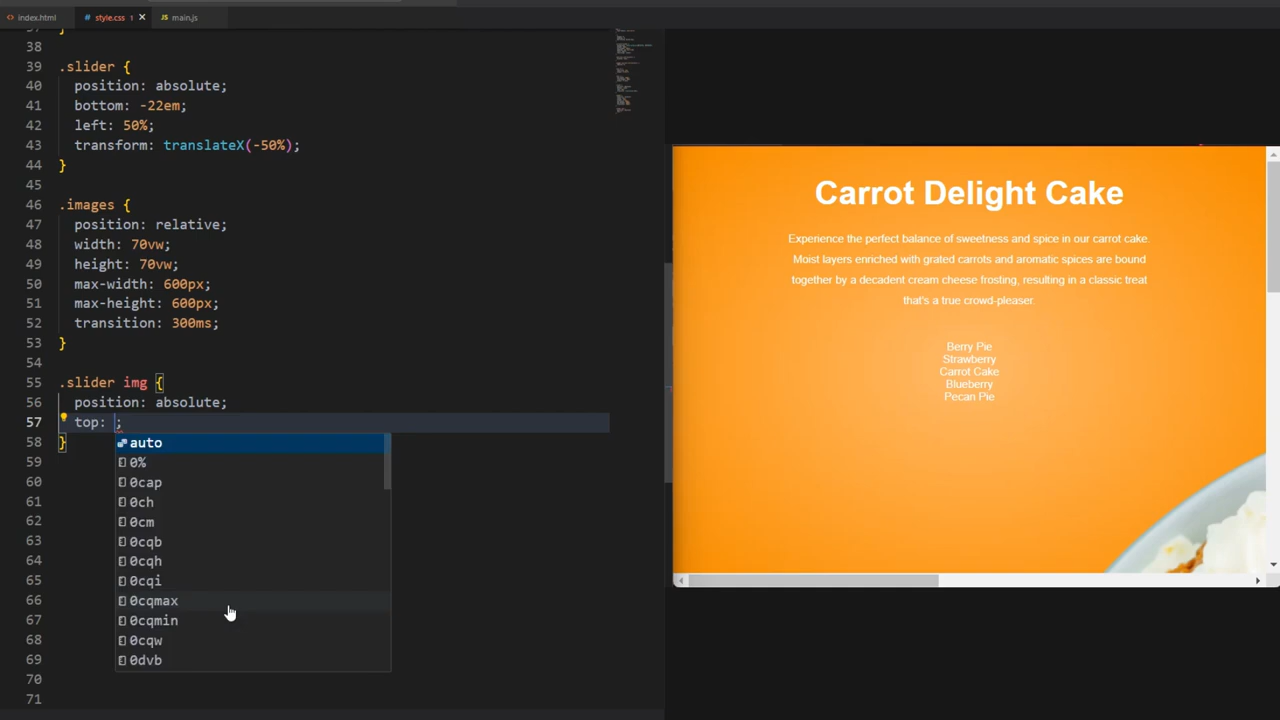 index.html
style.css 1
main.js
37 }
38
39 .slider {
40 position: absolute;
41 bottom: -22em;
42 left: 50%;
43 transform: translateX(-50%);
44 }
45
46 .images {
47 position: relative;
48 width: 70vw;
49 height: 70vw;
50 max-width: 600px;
51 max-height: 600px;
52 transition: 300ms;
53 }
54
55 .slider img {
56 position: absolute;
57 top: ;
58 }
59
60
61
62
63
64
65
66
67
68
69
70
71
auto
0%
0cap
0ch
0cm
0cqb
0cqh
0cqi
0cqmax
0cqmin
0cqw
0dvb
Carrot Delight Cake
Experience the perfect balance of sweetness and spice in our carrot cake.
Moist layers enriched with grated carrots and aromatic spices are bound
together by a decadent cream cheese frosting, resulting in a classic treat
that's a true crowd-pleaser.
Berry Pie
Strawberry
Carrot Cake
Blueberry
Pecan Pie